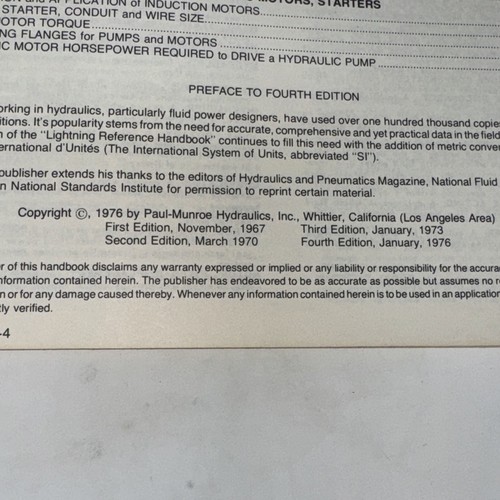 and APPLICATION of INDUCTION MOTORS.................... MOTORS, STARTERS
STARTER, CONDUIT and WIRE SIZE....................
OTOR TORQUE....................
NG FLANGES for PUMPS and MOTORS....................
IC MOTOR HORSEPOWER REQUIRED to DRIVE a HYDRAULIC PUMP....................
PREFACE TO FOURTH EDITION
orking in hydraulics, particularly fluid power designers, have used over one hundred thousand copies
itions. It's popularity stems from the need for accurate, comprehensive and yet practical data in the field
n of the "Lightning Reference Handbook" continues to fill this need with the addition of metric conver
ernational d'Unités (The International System of Units, abbreviated "SI").
publisher extends his thanks to the editors of Hydraulics and Pneumatics Magazine, National Fluid
n National Standards Institute for permission to reprint certain material.
Copyright ©, 1976 by Paul-Munroe Hydraulics, Inc., Whittier, California (Los Angeles Area)
First Edition, November, 1967 Third Edition, January, 1973
Second Edition, March 1970 Fourth Edition, January, 1976
er of this handbook disclaims any warranty expressed or implied or any liability or responsibility for the accura
nformation contained herein. The publisher has endeavored to be as accurate as possible but assumes no r
n or for any damage caused thereby. Whenever any information contained herein is to be used in an application
tly verified.
-4